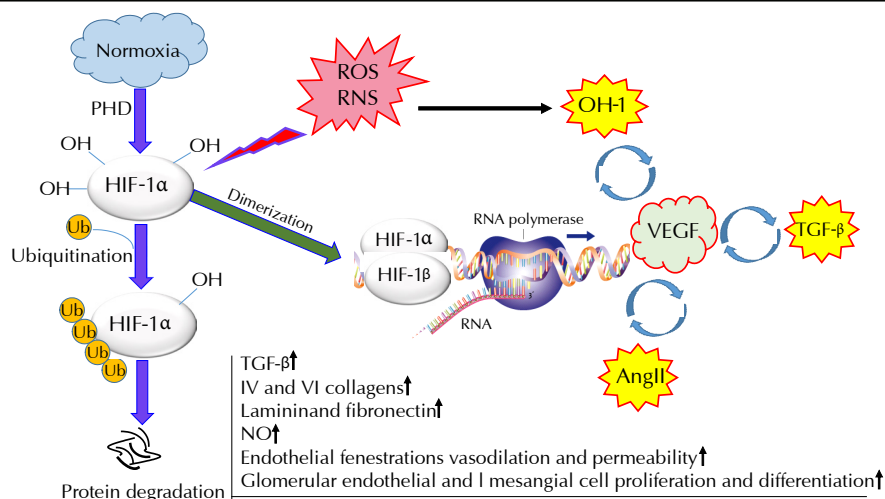 Normoxia
PHD
OH
OH
OH
HIF-1α
Ub
Ubiquitination
OH
HIF-1α
Ub
Ub
Ub
Ub
Protein degradation
ROS
RNS
OH-1
Dimerization
HIF-1α
HIF-1β
RNA polymerase
3'
RNA
VEGF
TGF-β
AngII
TGF-β⬆
IV and VI collagens⬆
Lamininand fibronectin⬆
NO⬆
Endothelial fenestrations vasodilation and permeability⬆
Glomerular endothelial and l mesangial cell proliferation and differentiation⬆